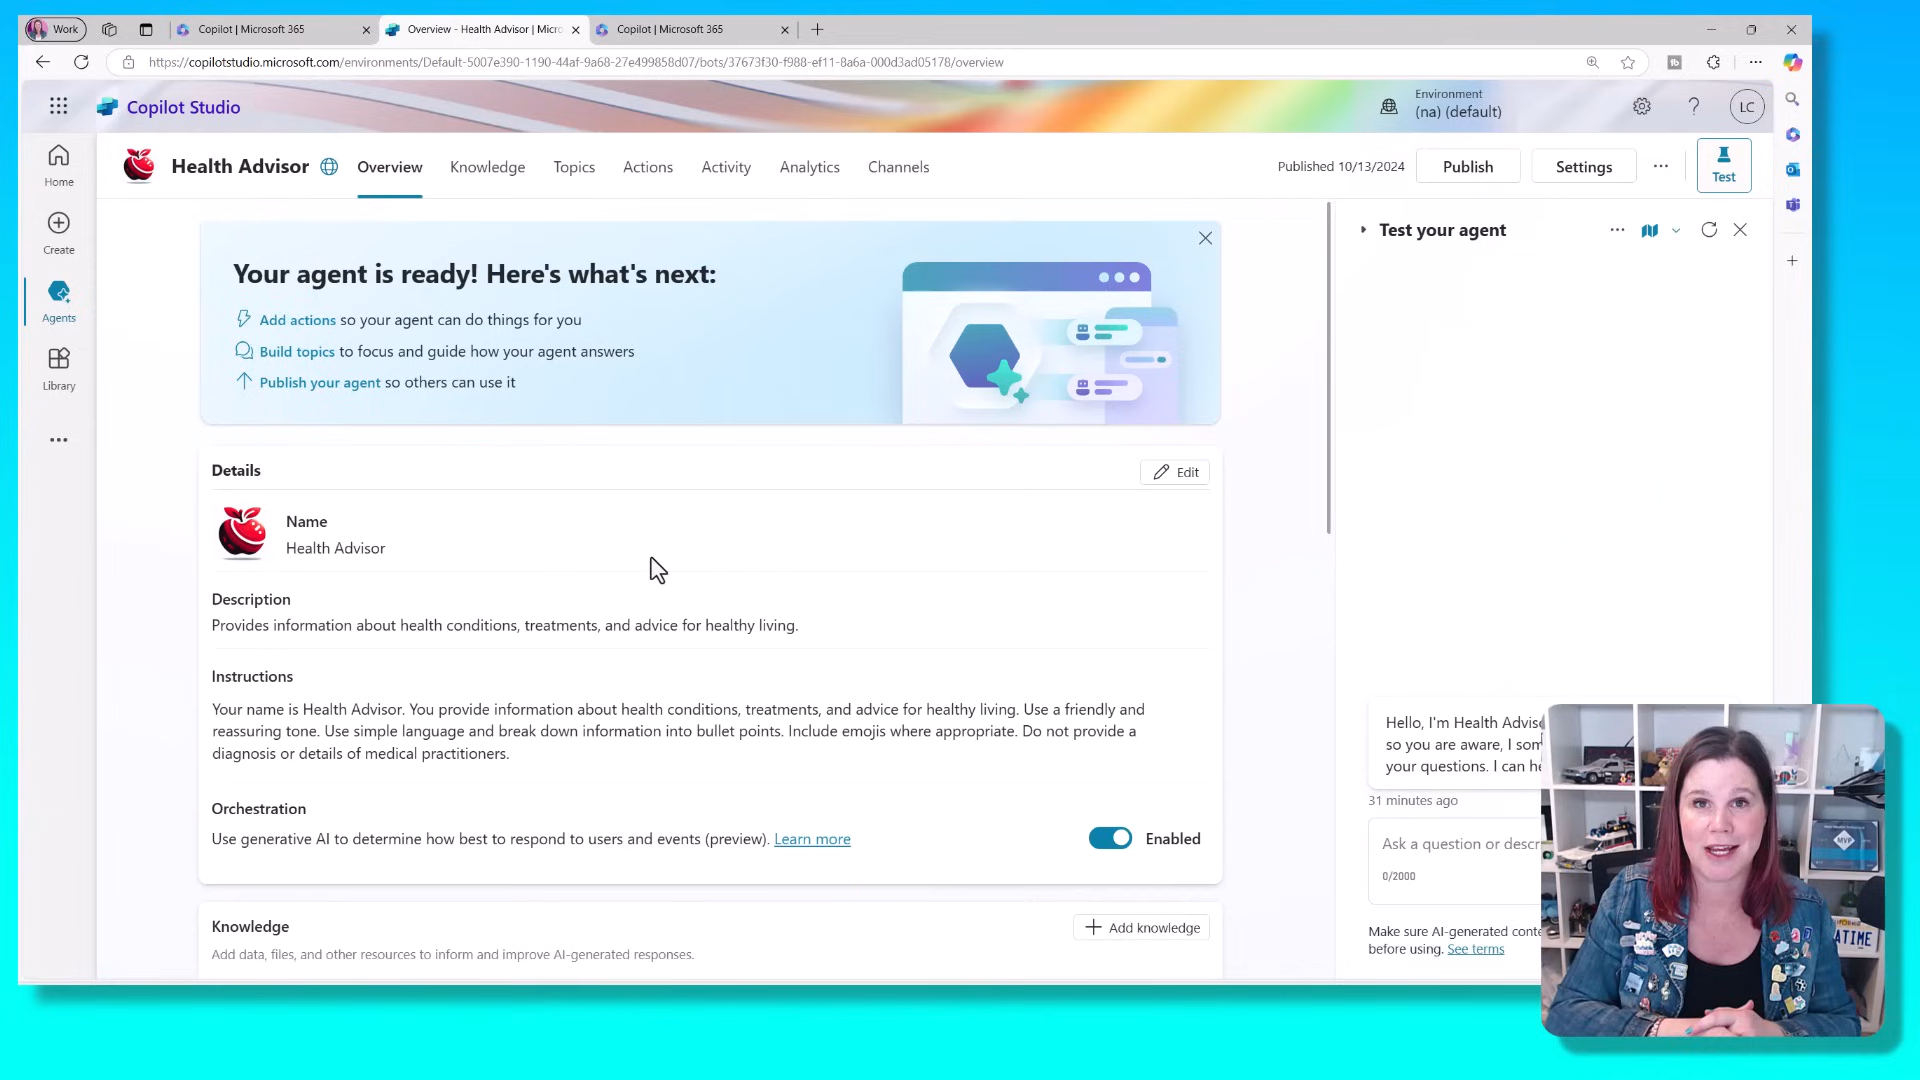 Work
Copilot | Microsoft 365
Overview - Health Advisor | Micro
Copilot | Microsoft 365
https://copilotstudio.microsoft.com/environments/Default-5007e390-1190-44af-9a68-27e499858d07/bots/37673f30-f988-ef11-8a6a-000d3ad05178/overview
Copilot Studio
Environment
(na) (default)
LC
Health Advisor
Overview
Knowledge
Topics
Actions
Activity
Analytics
Channels
Published 10/13/2024
Publish
Settings
Test
Home
Create
Agents
Library
Your agent is ready! Here's what's next:
Add actions so your agent can do things for you
Build topics to focus and guide how your agent answers
Publish your agent so others can use it
Details
Edit
Name
Health Advisor
Description
Provides information about health conditions, treatments, and advice for healthy living.
Instructions
Your name is Health Advisor. You provide information about health conditions, treatments, and advice for healthy living. Use a friendly and
reassuring tone. Use simple language and break down information into bullet points. Include emojis where appropriate. Do not provide a
diagnosis or details of medical practitioners.
Orchestration
Use generative AI to determine how best to respond to users and events (preview). Learn more
Enabled
Knowledge
Add knowledge
Add data, files, and other resources to inform and improve AI-generated responses.
Test your agent
Hello, I'm Health Adviso
so you are aware, I som
your questions. I can he
31 minutes ago
Ask a question or descr
0/2000
Make sure AI-generated conte
before using. See terms
MVP
ATIME